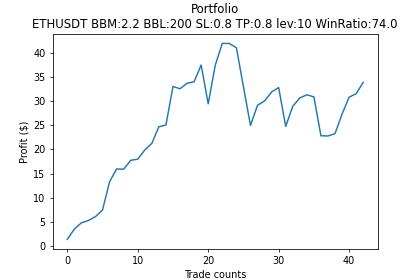 Portfolio
ETHUSDT BBM:2.2 BBL:200 SL:0.8 TP:0.8 lev:10 WinRatio:74.0
Profit ($)
40
35
30
25
20
15
10
5
0
0 10 20 30 40
Trade counts